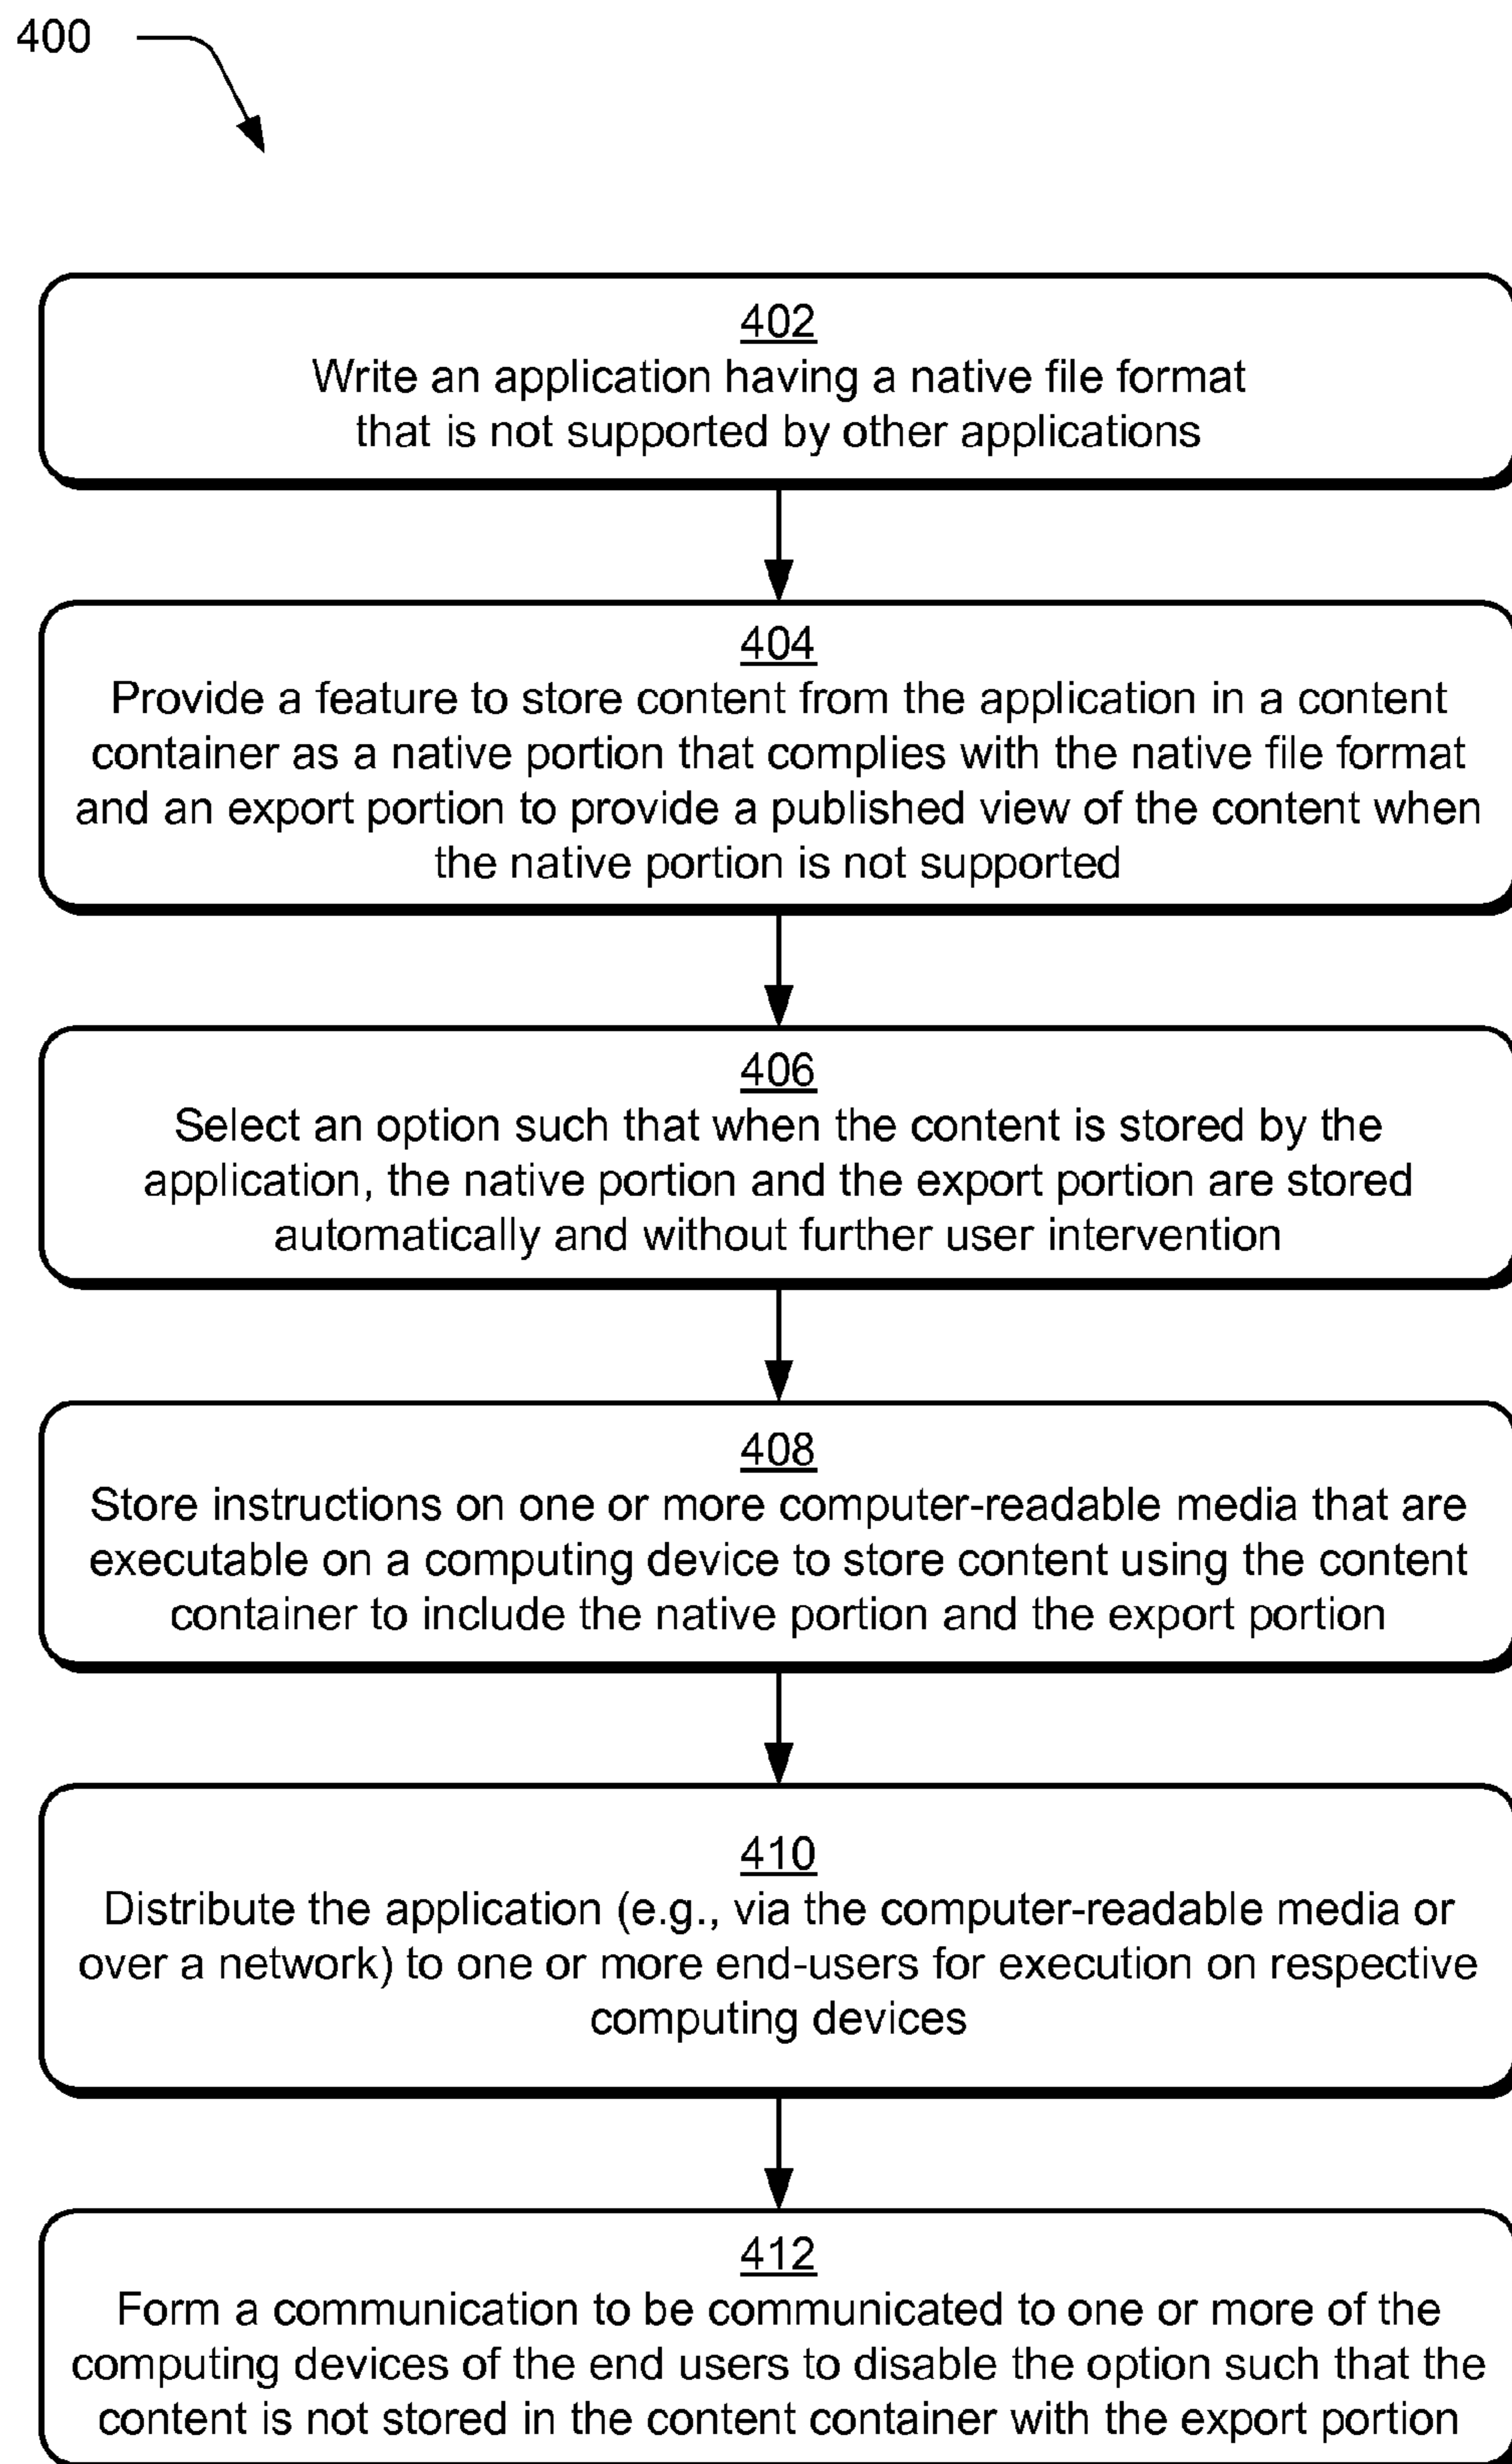 400
402
Write an application having a native file format
that is not supported by other applications
404
Provide a feature to store content from the application in a content
container as a native portion that complies with the native file format
and an export portion to provide a published view of the content when
the native portion is not supported
406
Select an option such that when the content is stored by the
application, the native portion and the export portion are stored
automatically and without further user intervention
408
Store instructions on one or more computer-readable media that are
executable on a computing device to store content using the content
container to include the native portion and the export portion
410
Distribute the application (e.g., via the computer-readable media or
over a network) to one or more end-users for execution on respective
computing devices
412
Form a communication to be communicated to one or more of the
computing devices of the end users to disable the option such that the
content is not stored in the content container with the export portion